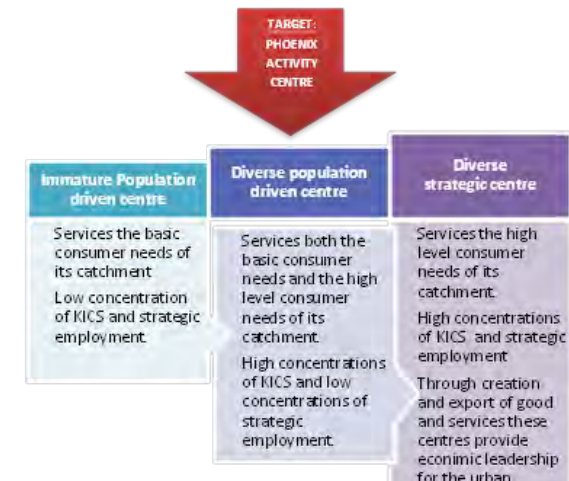 TARGET:
PHOENIX
ACTIVITY
CENTRE
Immature Population
driven centre
Services the basic
consumer needs of
its catchment
Low concentration
of KICS and strategic
employment.
Diverse population
driven centre
Services both the
basic consumer
needs and the high
level consumer
needs of its
catchment.
High concentrations
of KICS and low
concentrations of
strategic
employment.
Diverse
strategic centre
Services the high
level consumer
needs of its
catchment.
High concentrations
of KICS and strategic
employment
Through creation
and export of good
and services these
centres provide
econimic leadership
for the urban